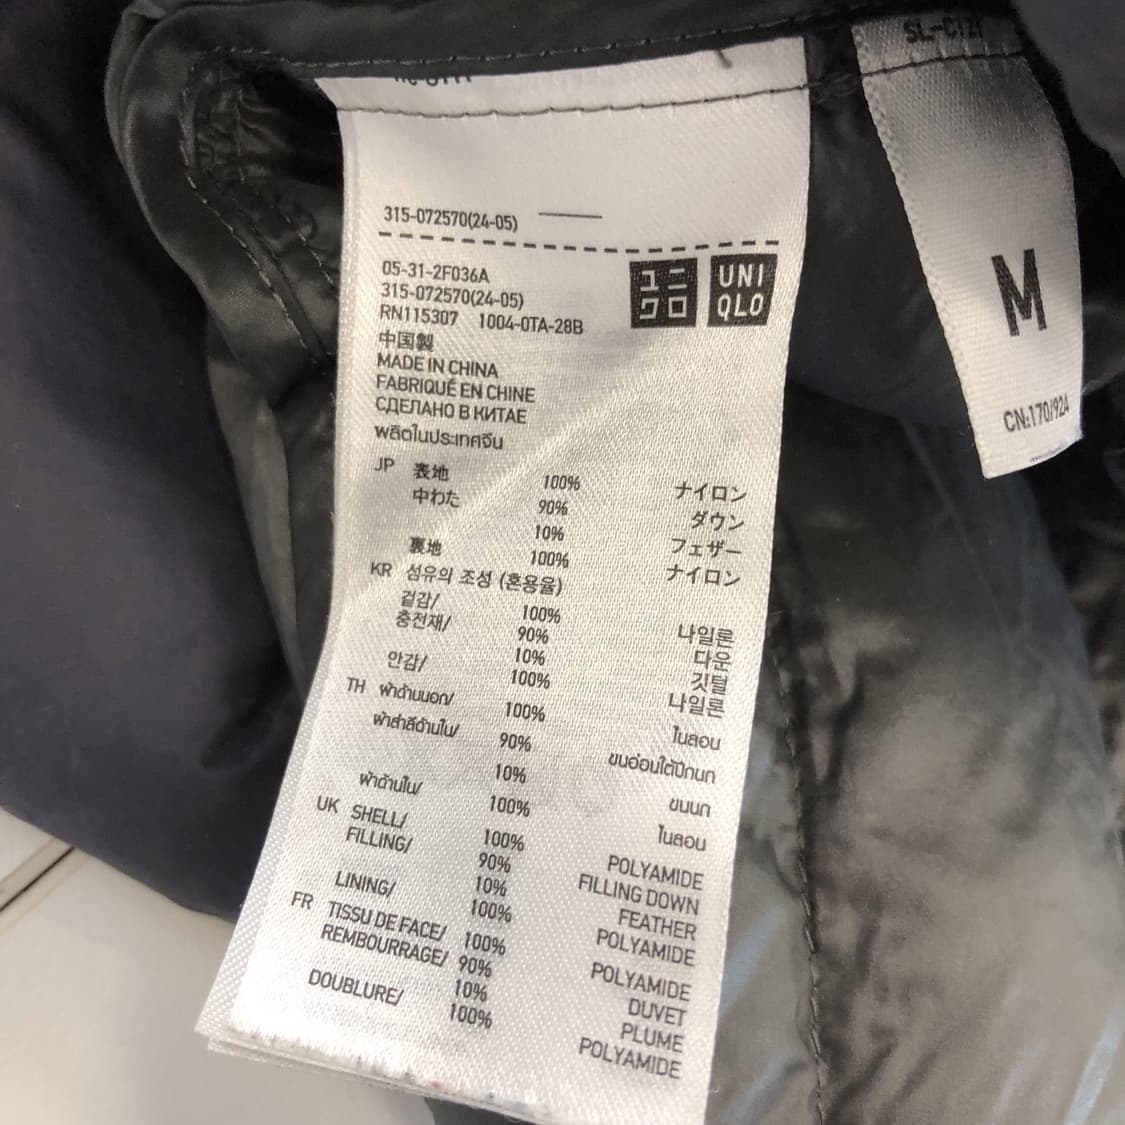 315-072570(24-05)
05-31-2F036A
315-072570(24-05)
RN115307 1004-0TA-28B
ユニ
クロ
UNI
QLO
中国製
MADE IN CHINA
FABRIQUÉ EN CHINE
СДЕЛАНО В КИТАЕ
ผลิตในประเทศจีน
JP 表地 100% ナイロン
中わた 90% ダウン
10% フェザー
裏地 100% ナイロン
KR 섬유의 조성 (혼용율)
겉감/ 100% 나일론
충전재/ 90% 다운
10% 깃털
안감/ 100% 나일론
TH ผ้าด้านนอก/ 100% ไนลอน
ผ้าสำลีด้านใน/ 90% ขนอ่อนใต้ปีกนก
10% ขนนก
ผ้าด้านใน/ 100% ไนลอน
UK SHELL/ 100% POLYAMIDE
FILLING/ 90% FILLING DOWN
10% FEATHER
LINING/ 100% POLYAMIDE
FR TISSU DE FACE/ 100% POLYAMIDE
REMBOURRAGE/ 90% DUVET
10% PLUME
DOUBLURE/ 100% POLYAMIDE
M
CN:170/92A